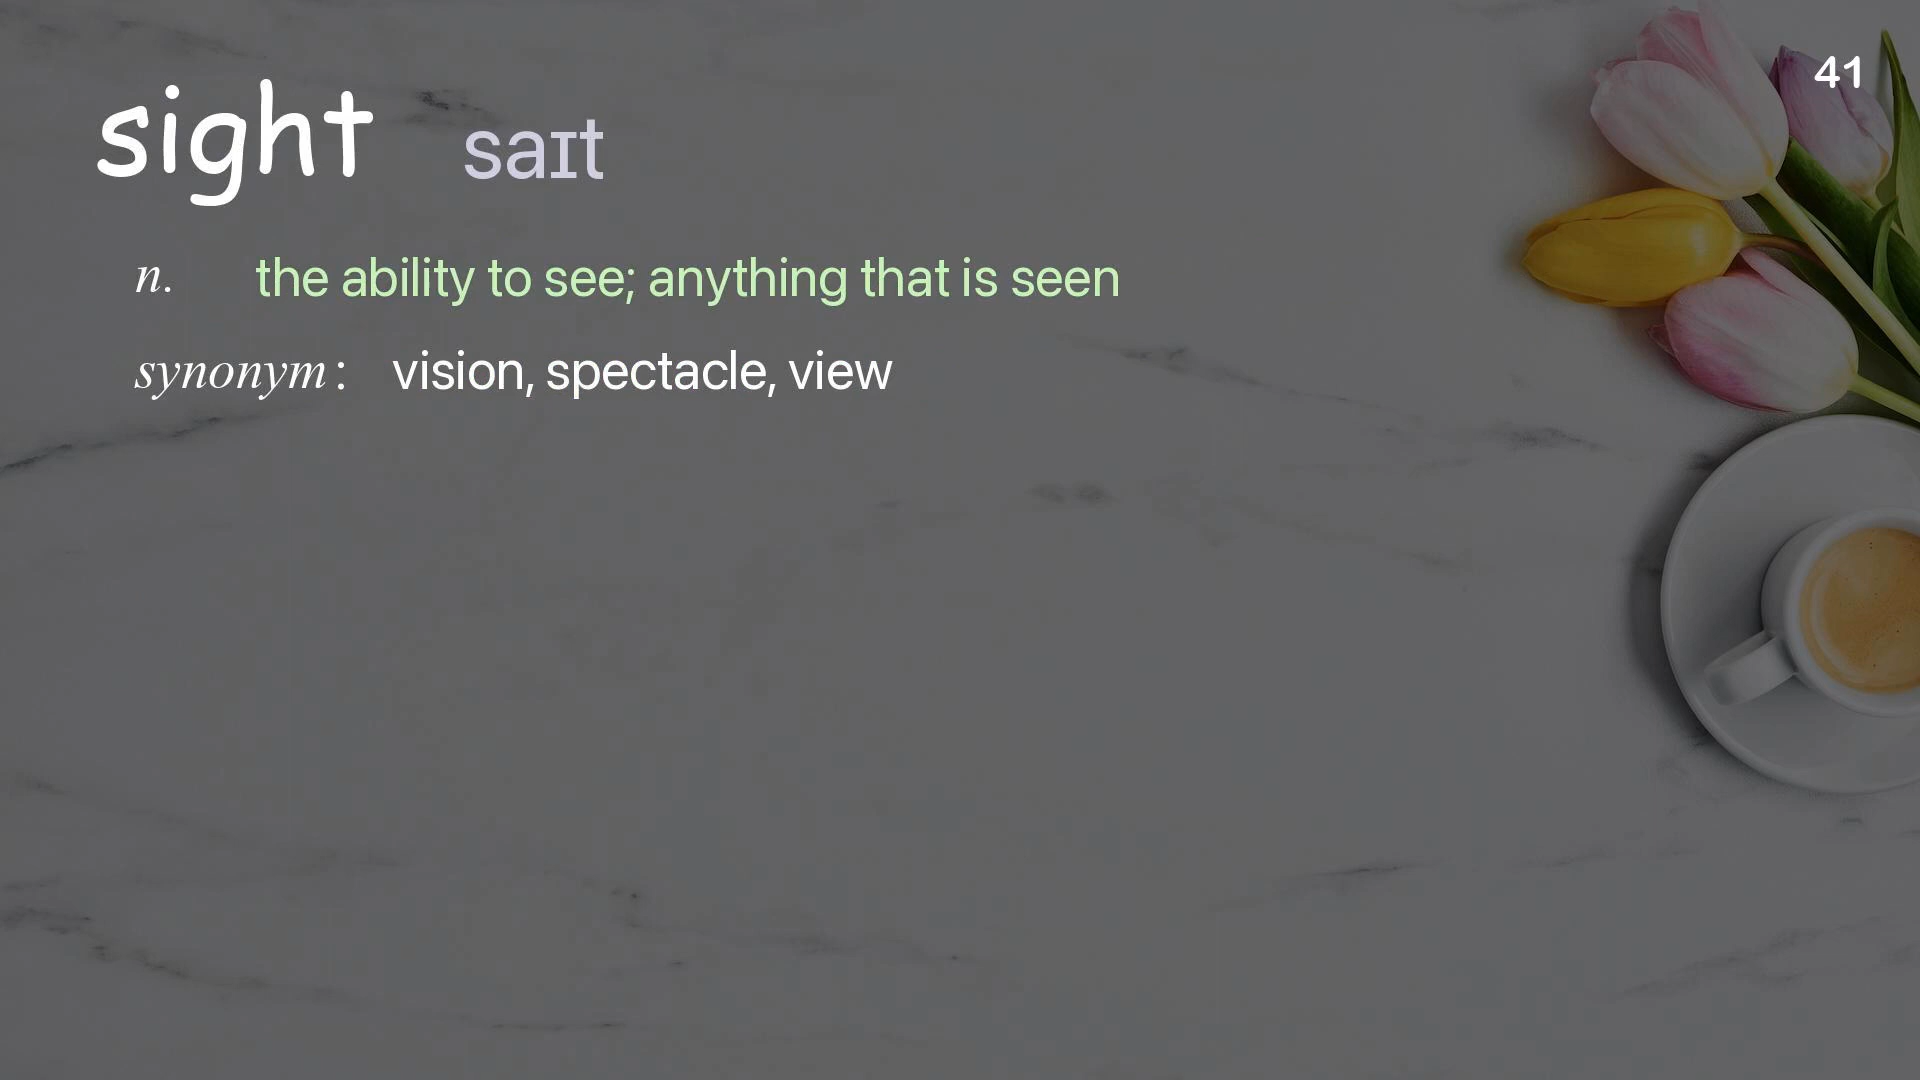 41
sight saɪt
n. the ability to see; anything that is seen
synonym: vision, spectacle, view